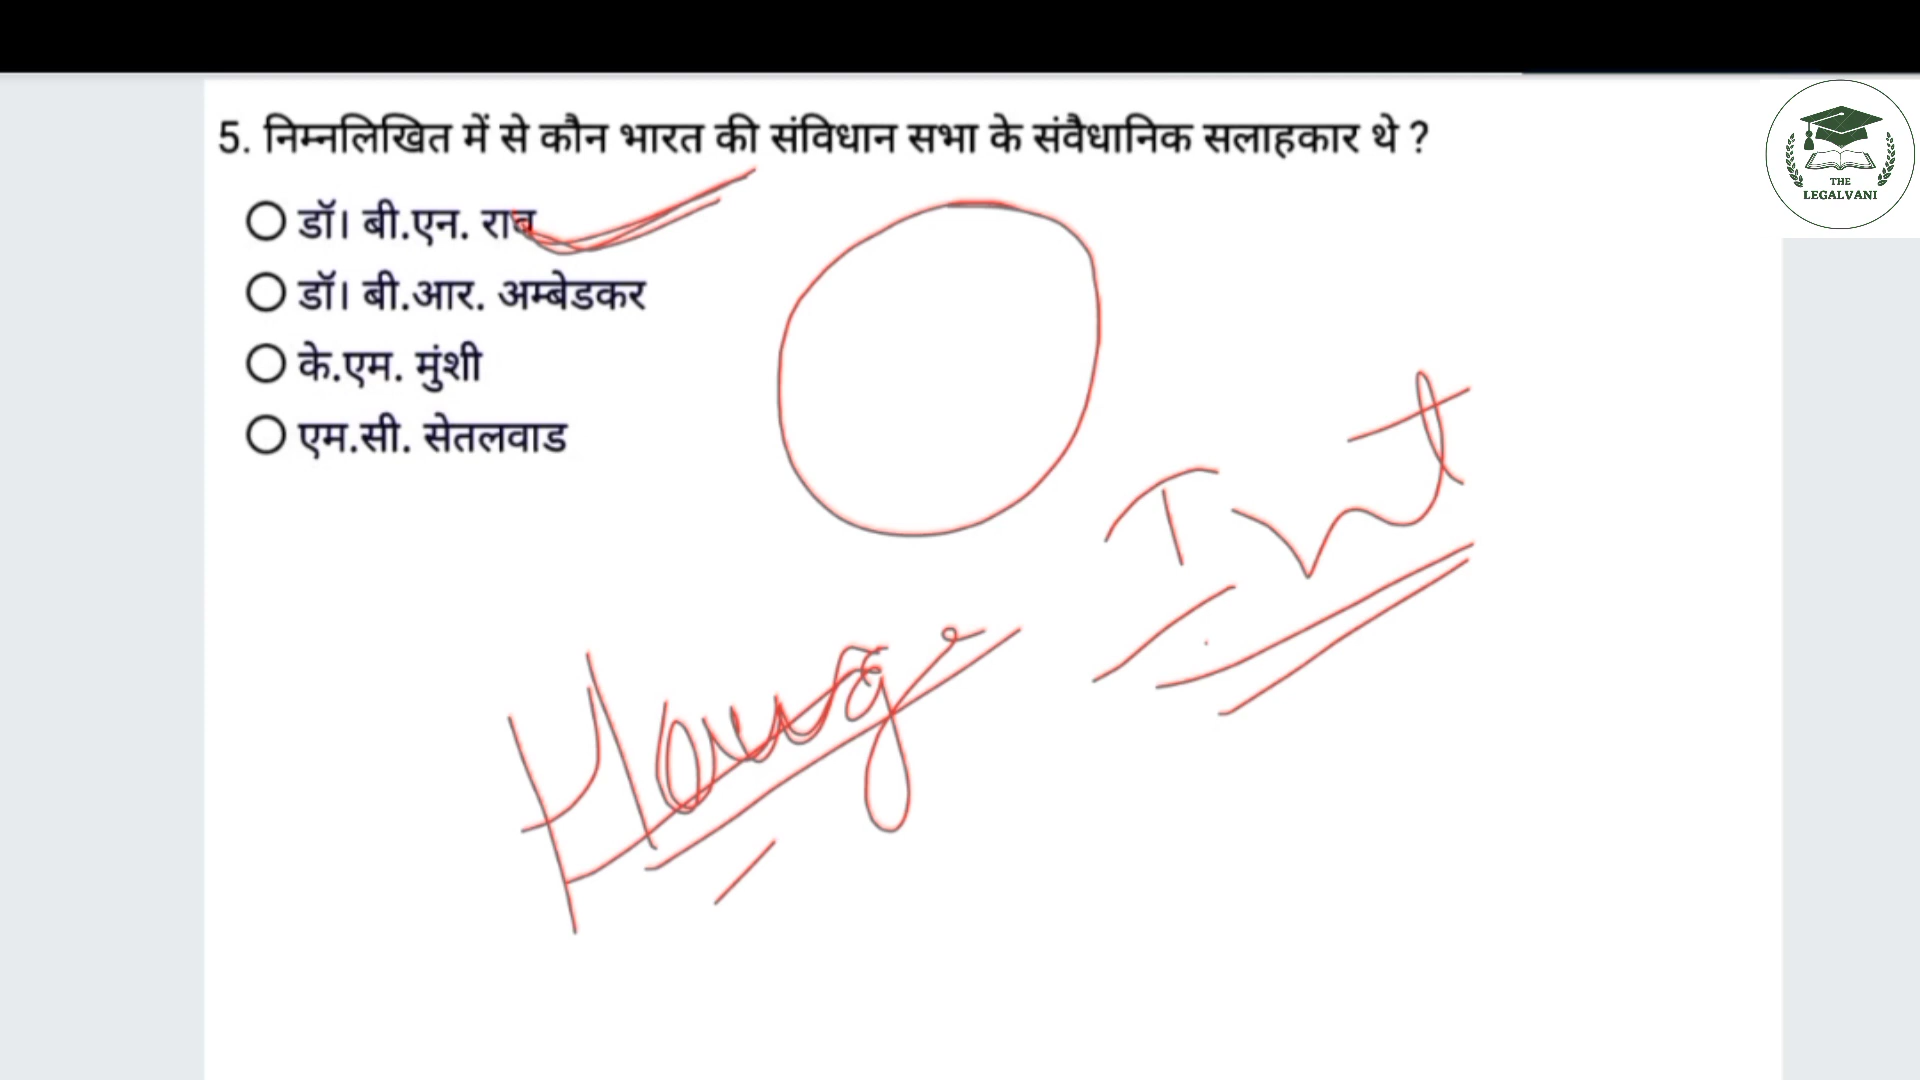 5. निम्नलिखित में से कौन भारत की संविधान सभा के संवैधानिक सलाहकार थे ?
डॉ। बी.एन. राव
डॉ। बी.आर. अम्बेडकर
के.एम. मुंशी
एम.सी. सेतलवाड
THE
LEGALVANI